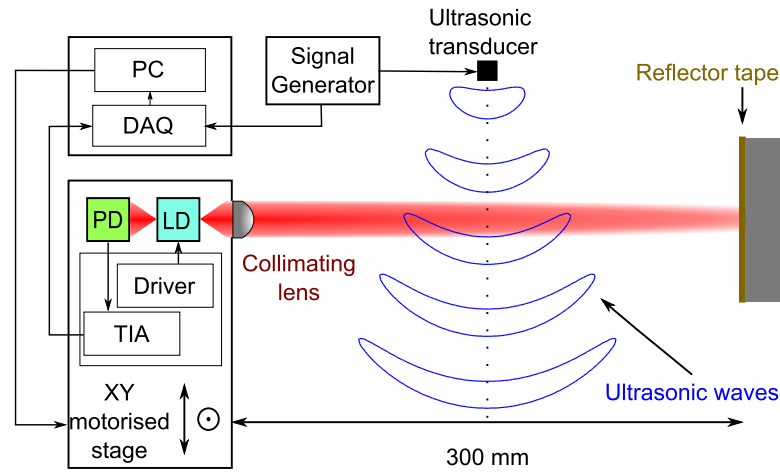 Ultrasonic
transducer
Signal
Generator
PC
DAQ
Reflector tape
PD
LD
Collimating
lens
Driver
TIA
XY
motorised
stage
Ultrasonic waves
300 mm